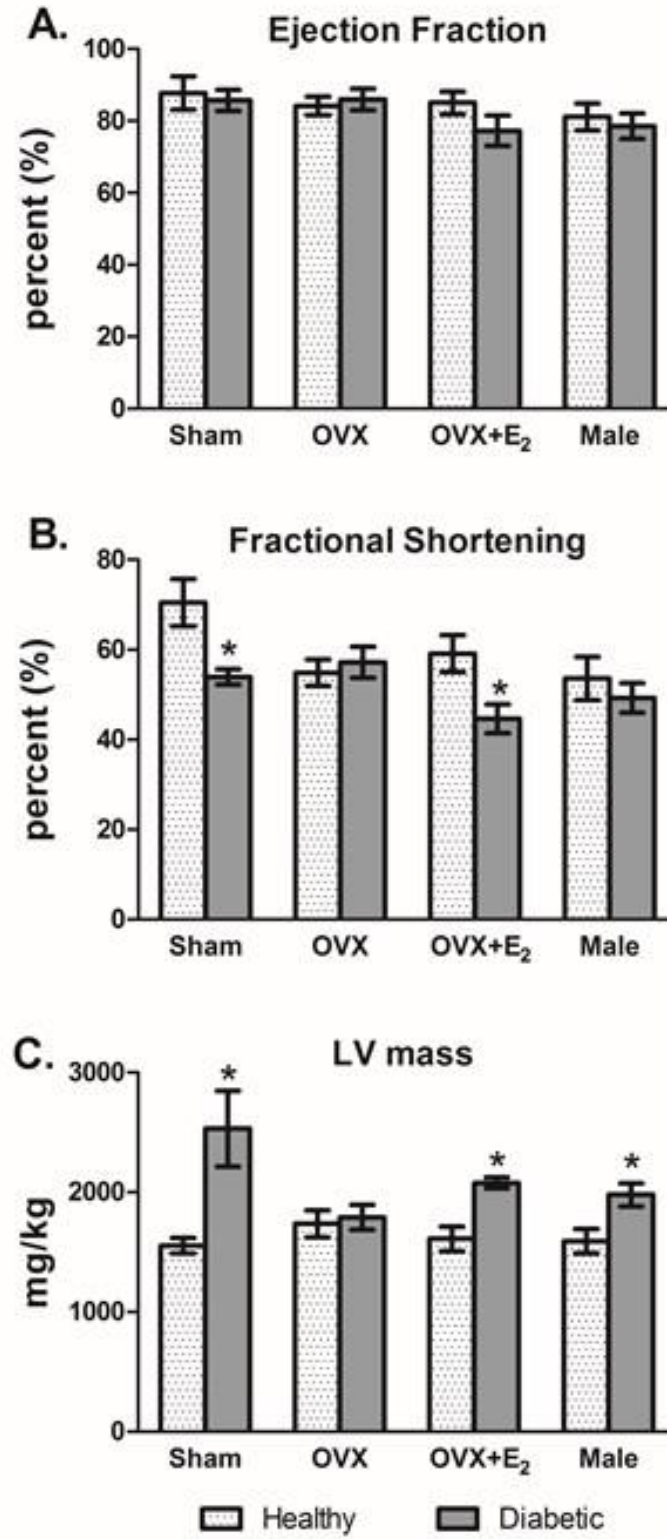 A. Ejection Fraction
percent (%)
100
80
60
40
20
0
Sham OVX OVX+E₂ Male
B. Fractional Shortening
percent (%)
80
60
40
20
0
*
*
Sham OVX OVX+E₂ Male
C. LV mass
mg/kg
3000
2000
1000
0
*
*
*
Sham OVX OVX+E₂ Male
Healthy Diabetic